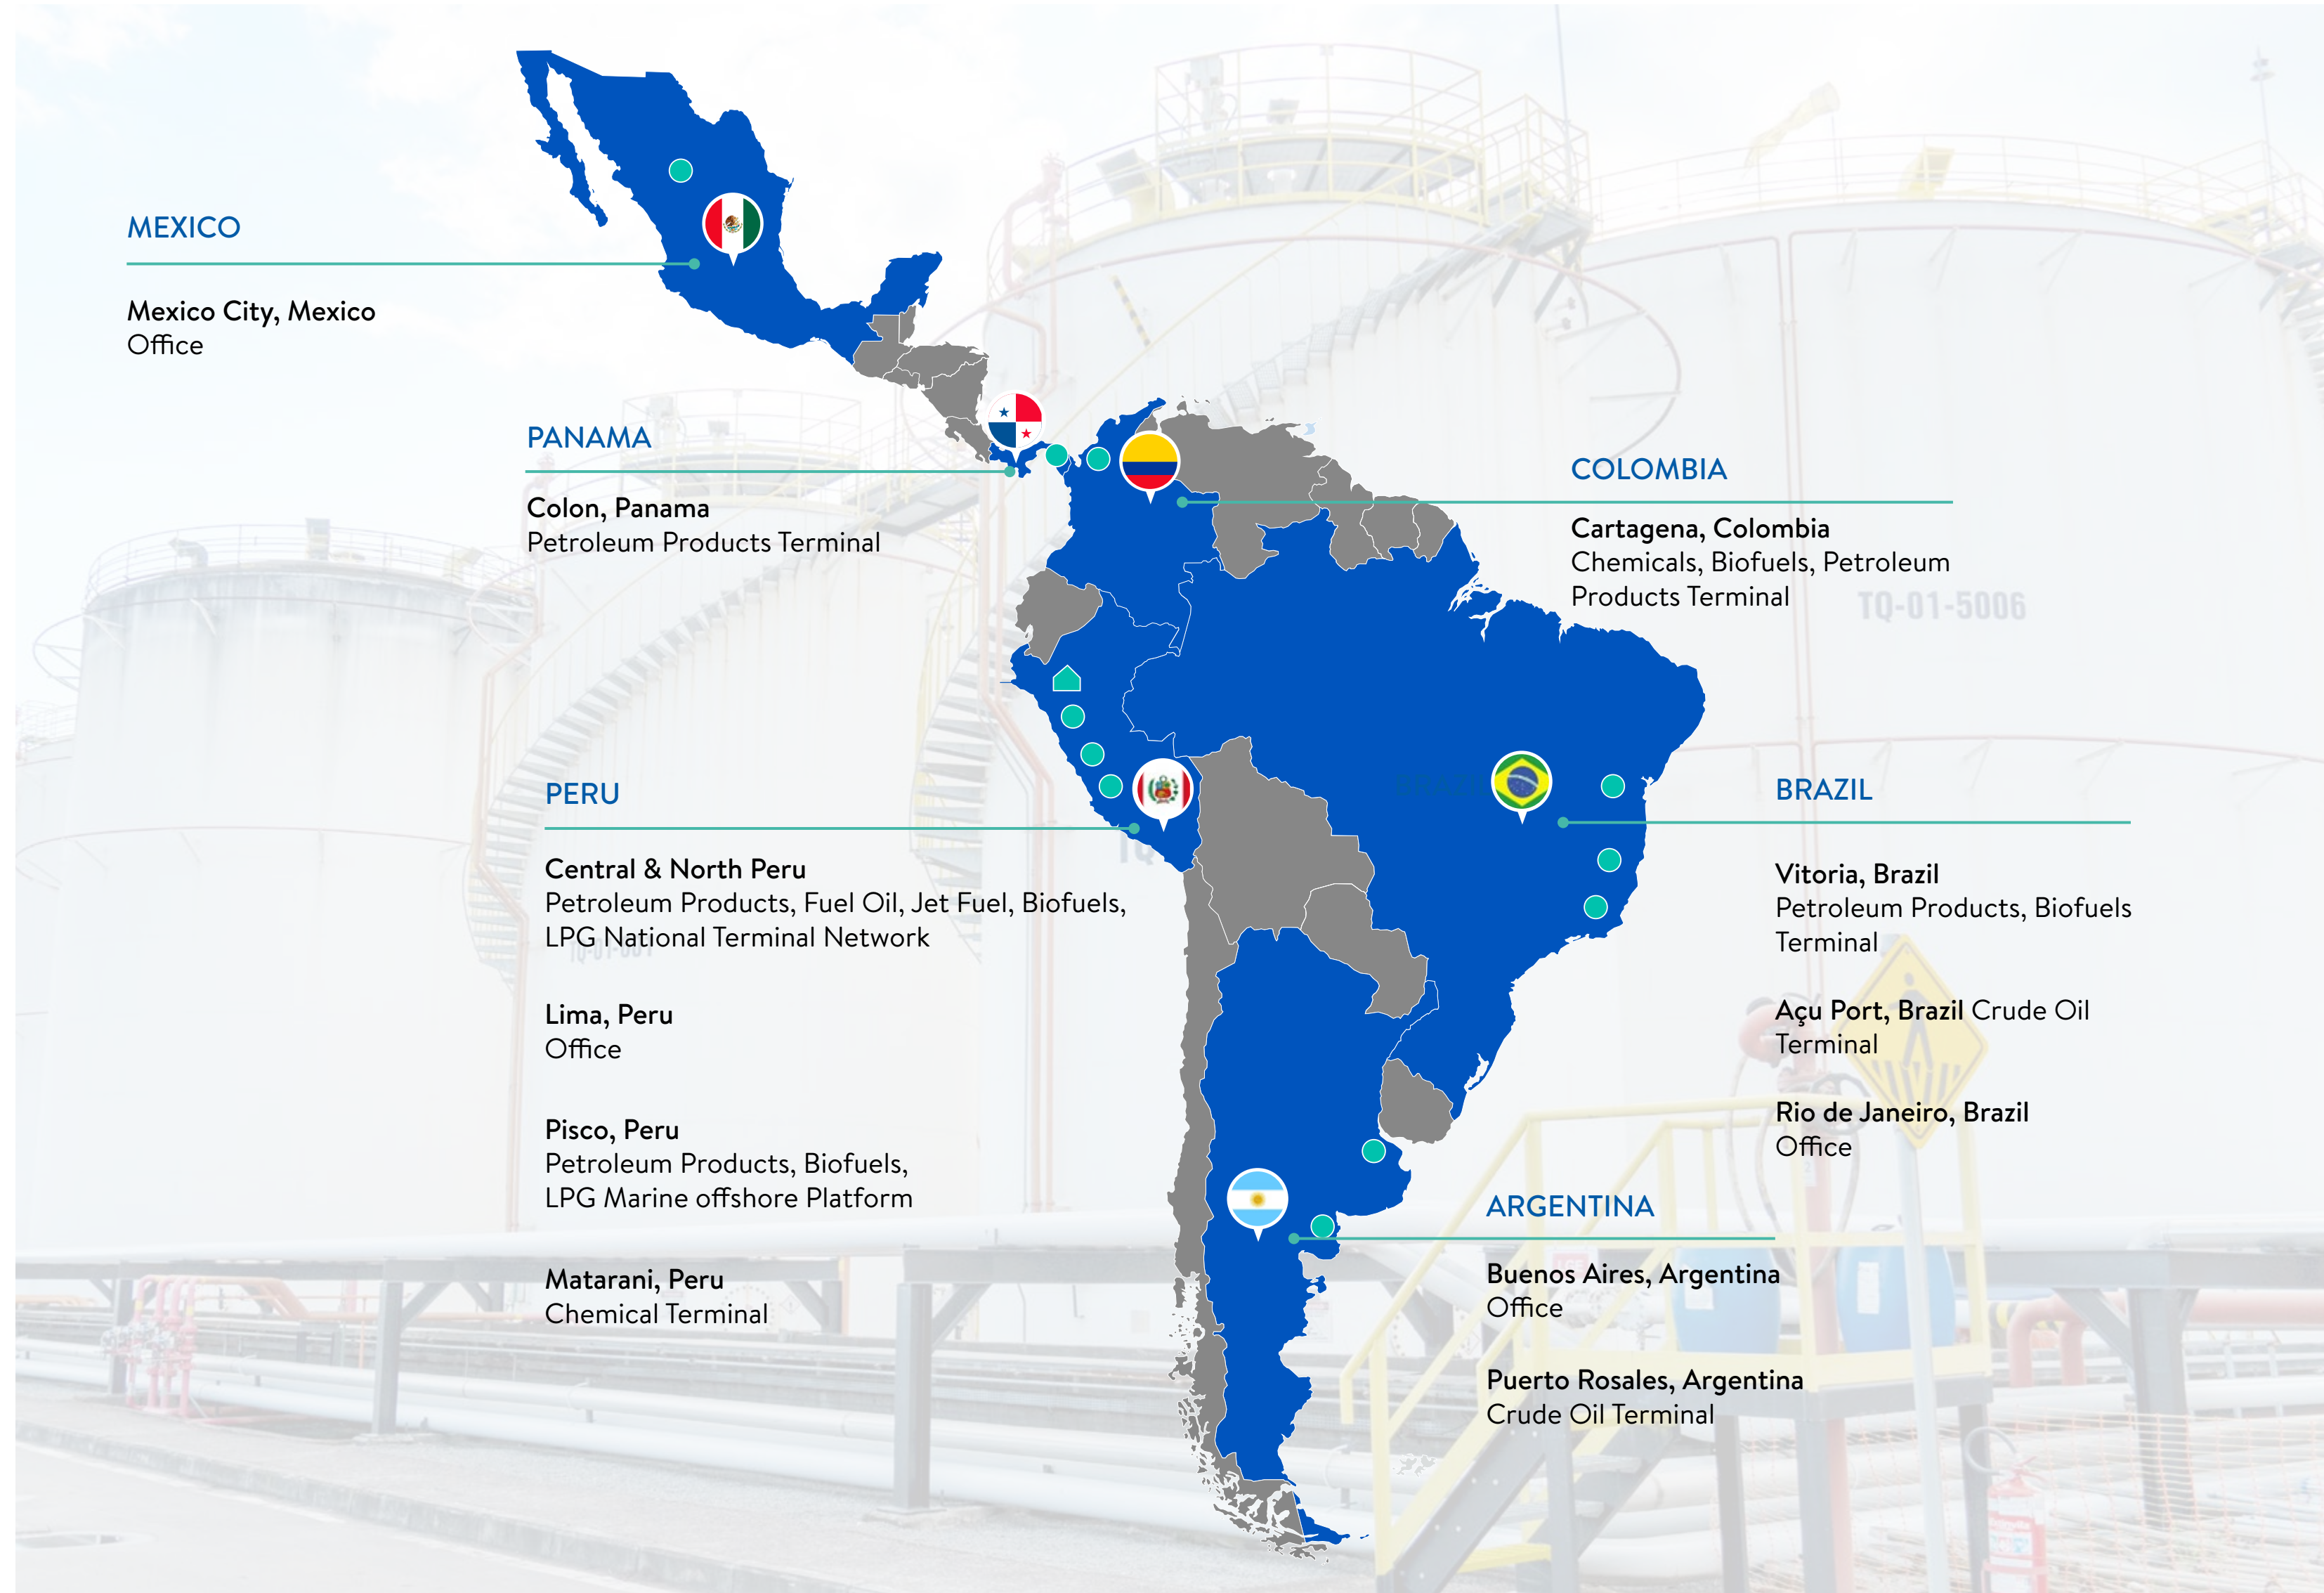 MEXICO
Mexico City, Mexico
Office
PANAMA
Colon, Panama
Petroleum Products Terminal
COLOMBIA
Cartagena, Colombia
Chemicals, Biofuels, Petroleum
Products Terminal
TQ-01-5006
PERU
Central & North Peru
Petroleum Products, Fuel Oil, Jet Fuel, Biofuels,
LPG National Terminal Network
TQ-01-001
Lima, Peru
Office
Pisco, Peru
Petroleum Products, Biofuels,
LPG Marine offshore Platform
Matarani, Peru
Chemical Terminal
BRAZIL
BRAZIL
Vitoria, Brazil
Petroleum Products, Biofuels
Terminal
Açu Port, Brazil Crude Oil
Terminal
Rio de Janeiro, Brazil
Office
ARGENTINA
Buenos Aires, Argentina
Office
Puerto Rosales, Argentina
Crude Oil Terminal